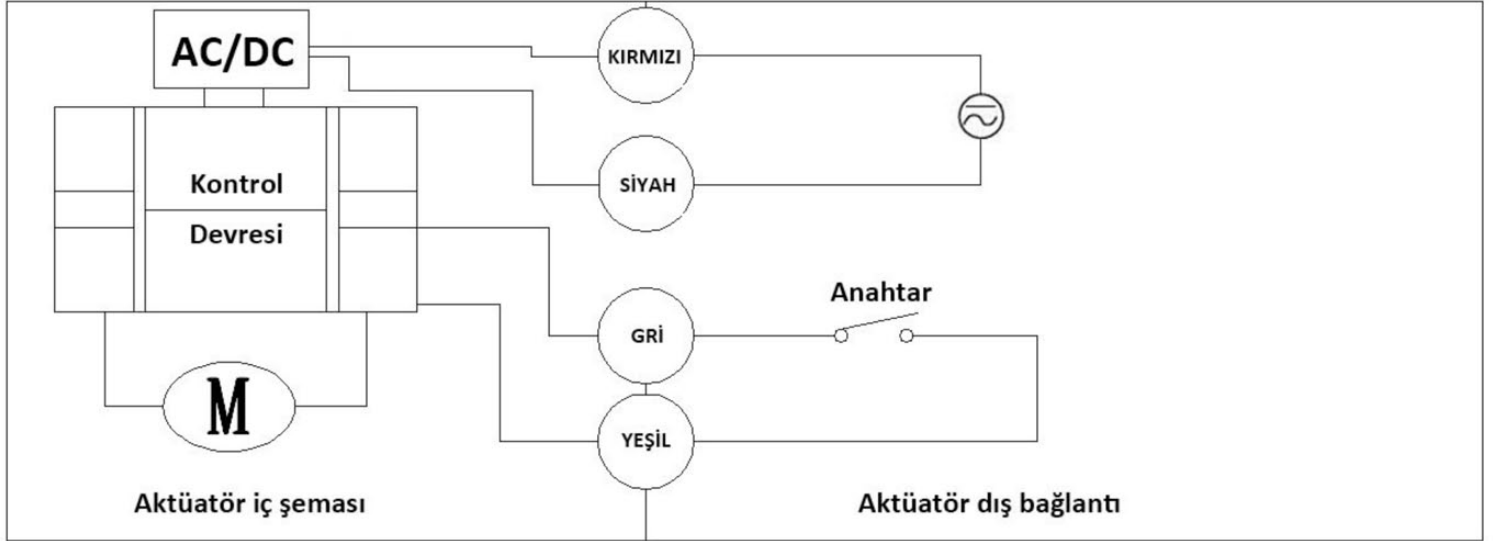 AC/DC
KIRMIZI
SİYAH
Kontrol
Devresi
Anahtar
GRİ
M
YEŞİL
Aktüatör iç şeması
Aktüatör dış bağlantı